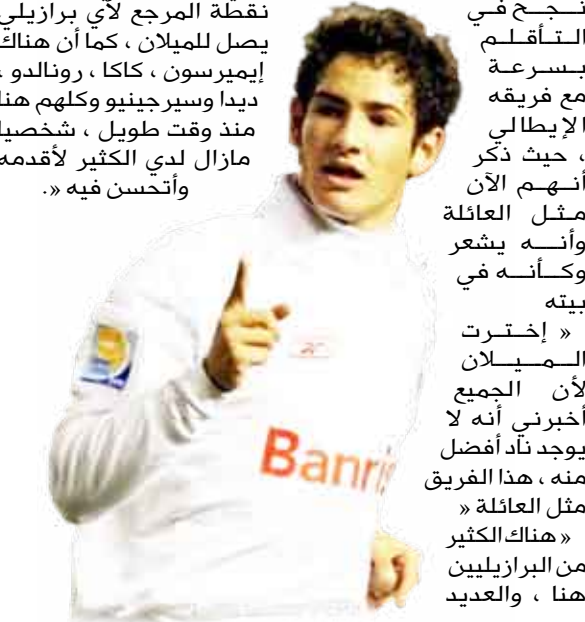 نجح في
التأقلم
بسرعة
مع فريقه
الإيطالي
، حيث ذكر
أنهم الآن
مثل العائلة
وأنه يشعر
وكأنه في
بيته
« إخترت
الميلان
لأن الجميع
أخبرني أنه لا
يوجد ناد أفضل
منه ، هذا الفريق
مثل العائلة »
« هناك الكثير
من البرازيليين
هنا ، والعديد
نقطة المرجع لأي برازيلي
يصل للميلان ، كما أن هناك
إيميرسون ، كاكا ، رونالدو ،
ديدا وسيرجينيو وكلهم هنا
منذ وقت طويل ، شخصيا
مازال لدي الكثير لأقدمه
وأتحسن فيه ».
Banri